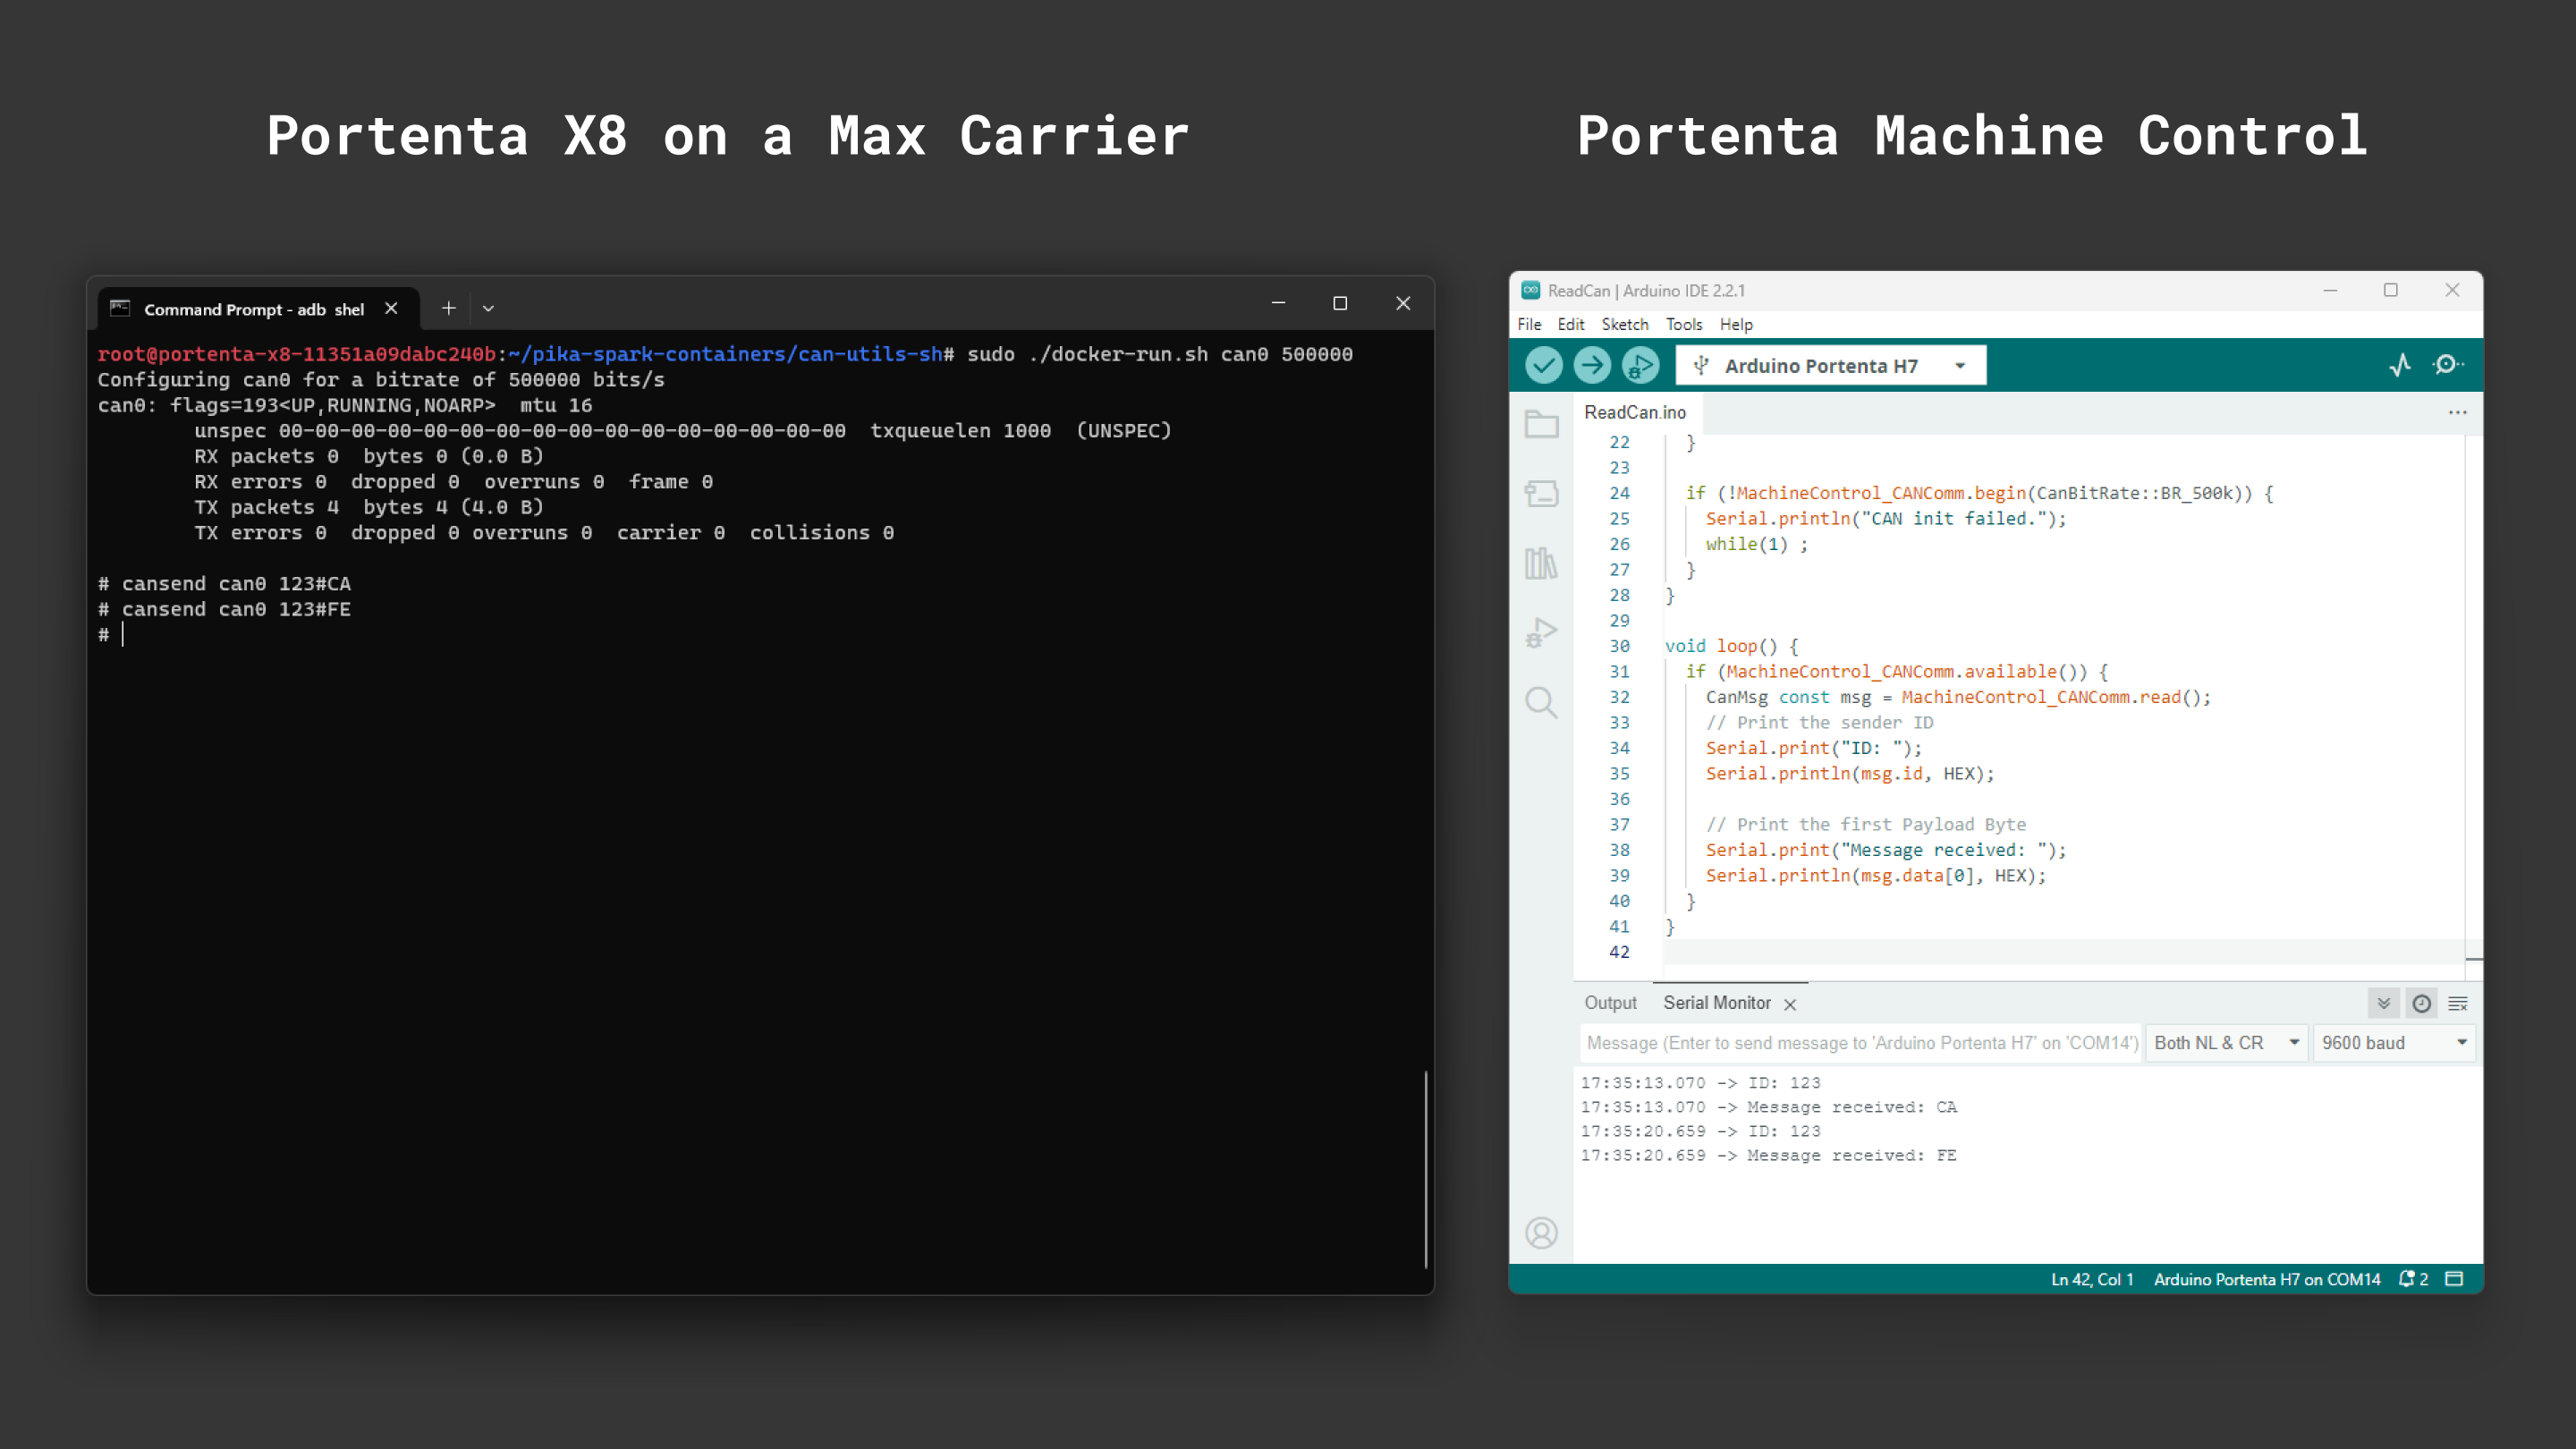 Portenta X8 on a Max Carrier
Portenta Machine Control
Command Prompt - adb  shel
root@portenta-x8-11351a09dabc240b:~/pika-spark-containers/can-utils-sh# sudo ./docker-run.sh can0 500000
Configuring can0 for a bitrate of 500000 bits/s
can0: flags=193<UP,RUNNING,NOARP>  mtu 16
        unspec 00-00-00-00-00-00-00-00-00-00-00-00-00-00-00-00  txqueuelen 1000  (UNSPEC)
        RX packets 0  bytes 0 (0.0 B)
        RX errors 0  dropped 0  overruns 0  frame 0
        TX packets 4  bytes 4 (4.0 B)
        TX errors 0  dropped 0 overruns 0  carrier 0  collisions 0
# cansend can0 123#CA
# cansend can0 123#FE
#
ReadCan | Arduino IDE 2.2.1
File Edit Sketch Tools Help
Arduino Portenta H7
ReadCan.ino
22   }
23
24   if (!MachineControl_CANComm.begin(CanBitRate::BR_500k)) {
25     Serial.println("CAN init failed.");
26     while(1) ;
27   }
28 }
29
30 void loop() {
31   if (MachineControl_CANComm.available()) {
32     CanMsg const msg = MachineControl_CANComm.read();
33     // Print the sender ID
34     Serial.print("ID: ");
35     Serial.println(msg.id, HEX);
36
37     // Print the first Payload Byte
38     Serial.print("Message received: ");
39     Serial.println(msg.data[0], HEX);
40   }
41 }
42
Output Serial Monitor
Message (Enter to send message to 'Arduino Portenta H7' on 'COM14') Both NL & CR 9600 baud
17:35:13.070 -> ID: 123
17:35:13.070 -> Message received: CA
17:35:20.659 -> ID: 123
17:35:20.659 -> Message received: FE
Ln 42, Col 1 Arduino Portenta H7 on COM14 2